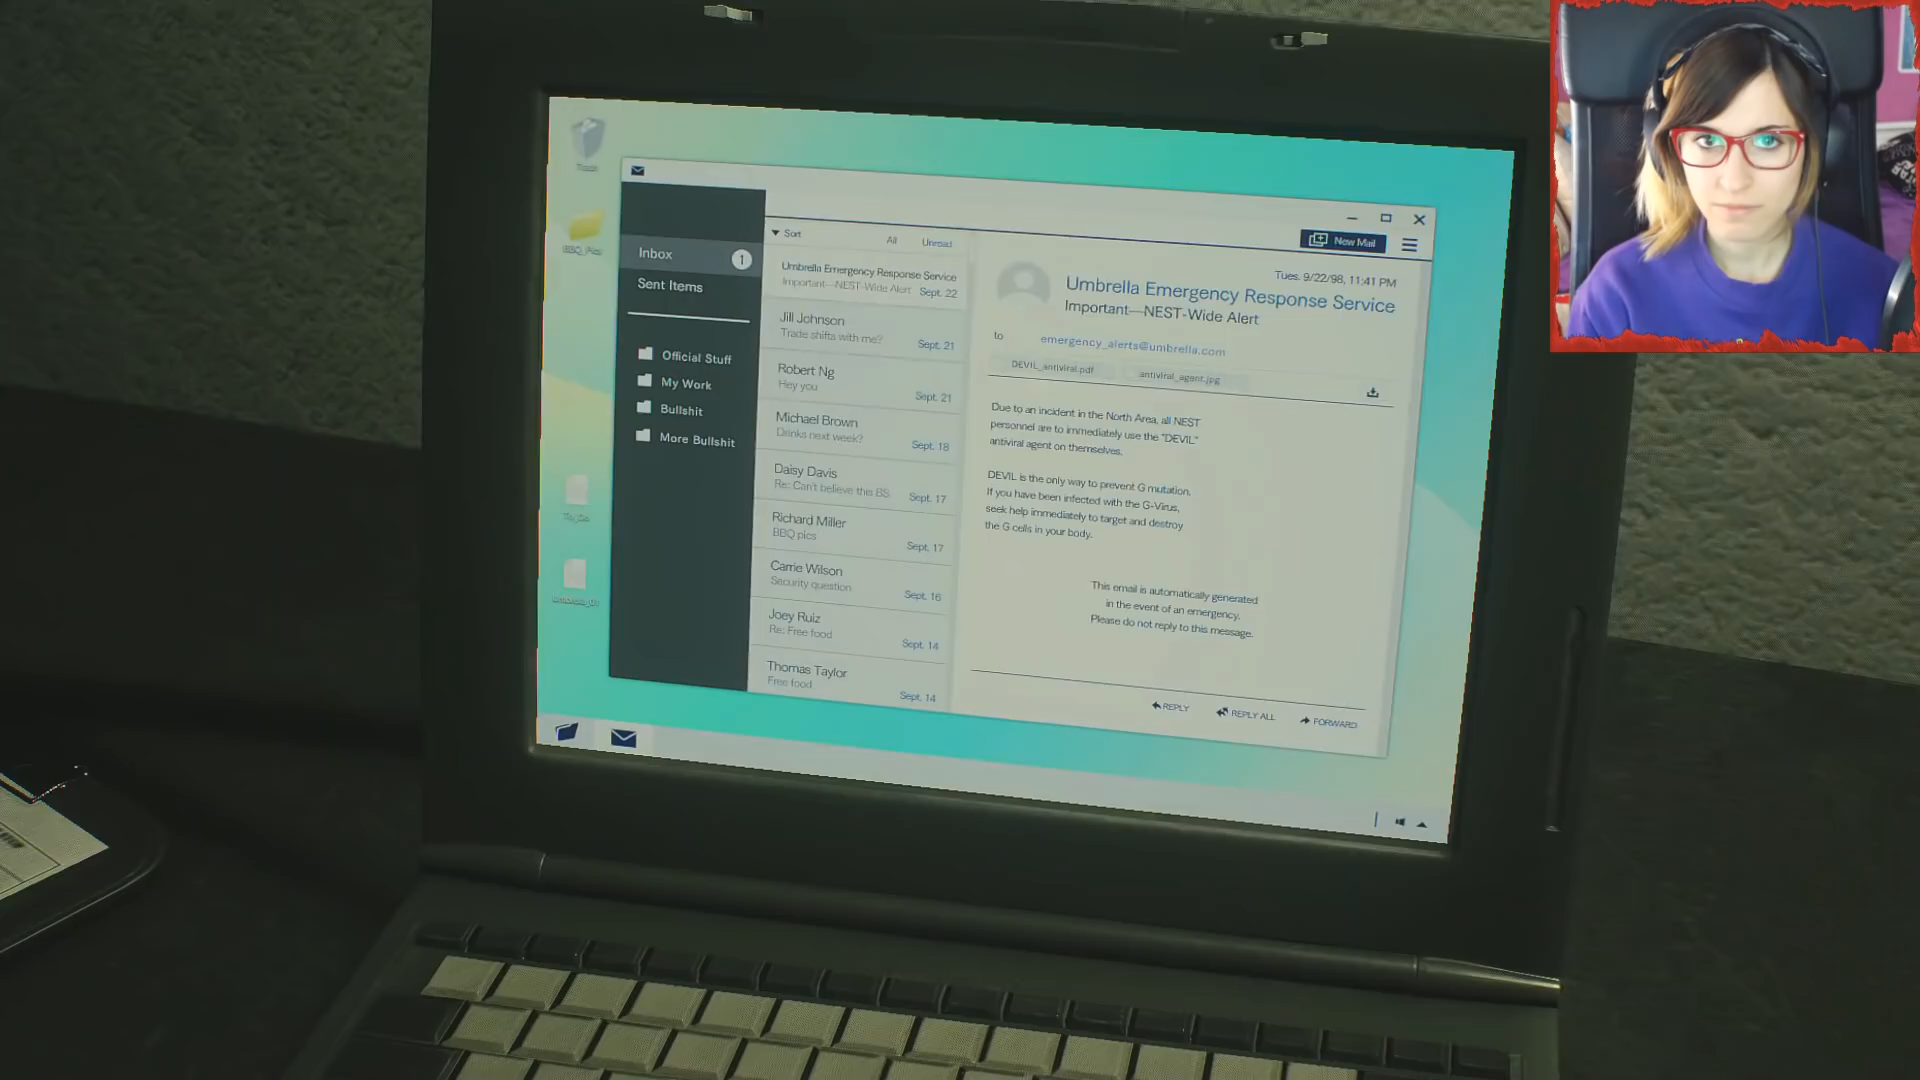 BBQ_Pics
Inbox
1
Sent Items
Official Stuff
My Work
Bullshit
More Bullshit
Sort
All
Unread
Umbrella Emergency Response Service
Important—NEST-Wide Alert
Sept. 22
Jill Johnson
Trade shifts with me?
Sept. 21
Robert Ng
Hey you
Sept. 21
Michael Brown
Drinks next week?
Sept. 18
Daisy Davis
Re: Can't believe this BS
Sept. 17
Richard Miller
BBQ pics
Sept. 17
Carrie Wilson
Security question
Sept. 16
Joey Ruiz
Re: Free food
Sept. 14
Thomas Taylor
Free food
Sept. 14
New Mail
Tues. 9/22/98, 11:41 PM
Umbrella Emergency Response Service
Important—NEST-Wide Alert
to
emergency_alerts@umbrella.com
DEVIL_antiviral.pdf
antiviral_agent.jpg
Due to an incident in the North Area, all NEST
personnel are to immediately use the "DEVIL"
antiviral agent on themselves.
DEVIL is the only way to prevent G mutation.
If you have been infected with the G-Virus,
seek help immediately to target and destroy
the G cells in your body.
This email is automatically generated
in the event of an emergency.
Please do not reply to this message.
REPLY
REPLY ALL
FORWARD